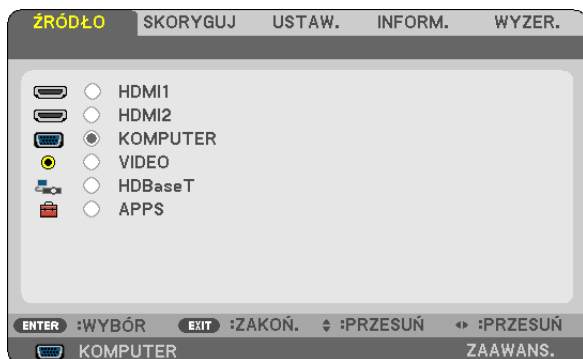 ŹRÓDŁO SKORYGUJ USTAW. INFORM. WYZER.
HDMI1
HDMI2
KOMPUTER
VIDEO
HDBaseT
APPS
ENTER :WYBÓR EXIT :ZAKOŃ. :PRZESUŃ :PRZESUŃ
KOMPUTER ZAAWANS.